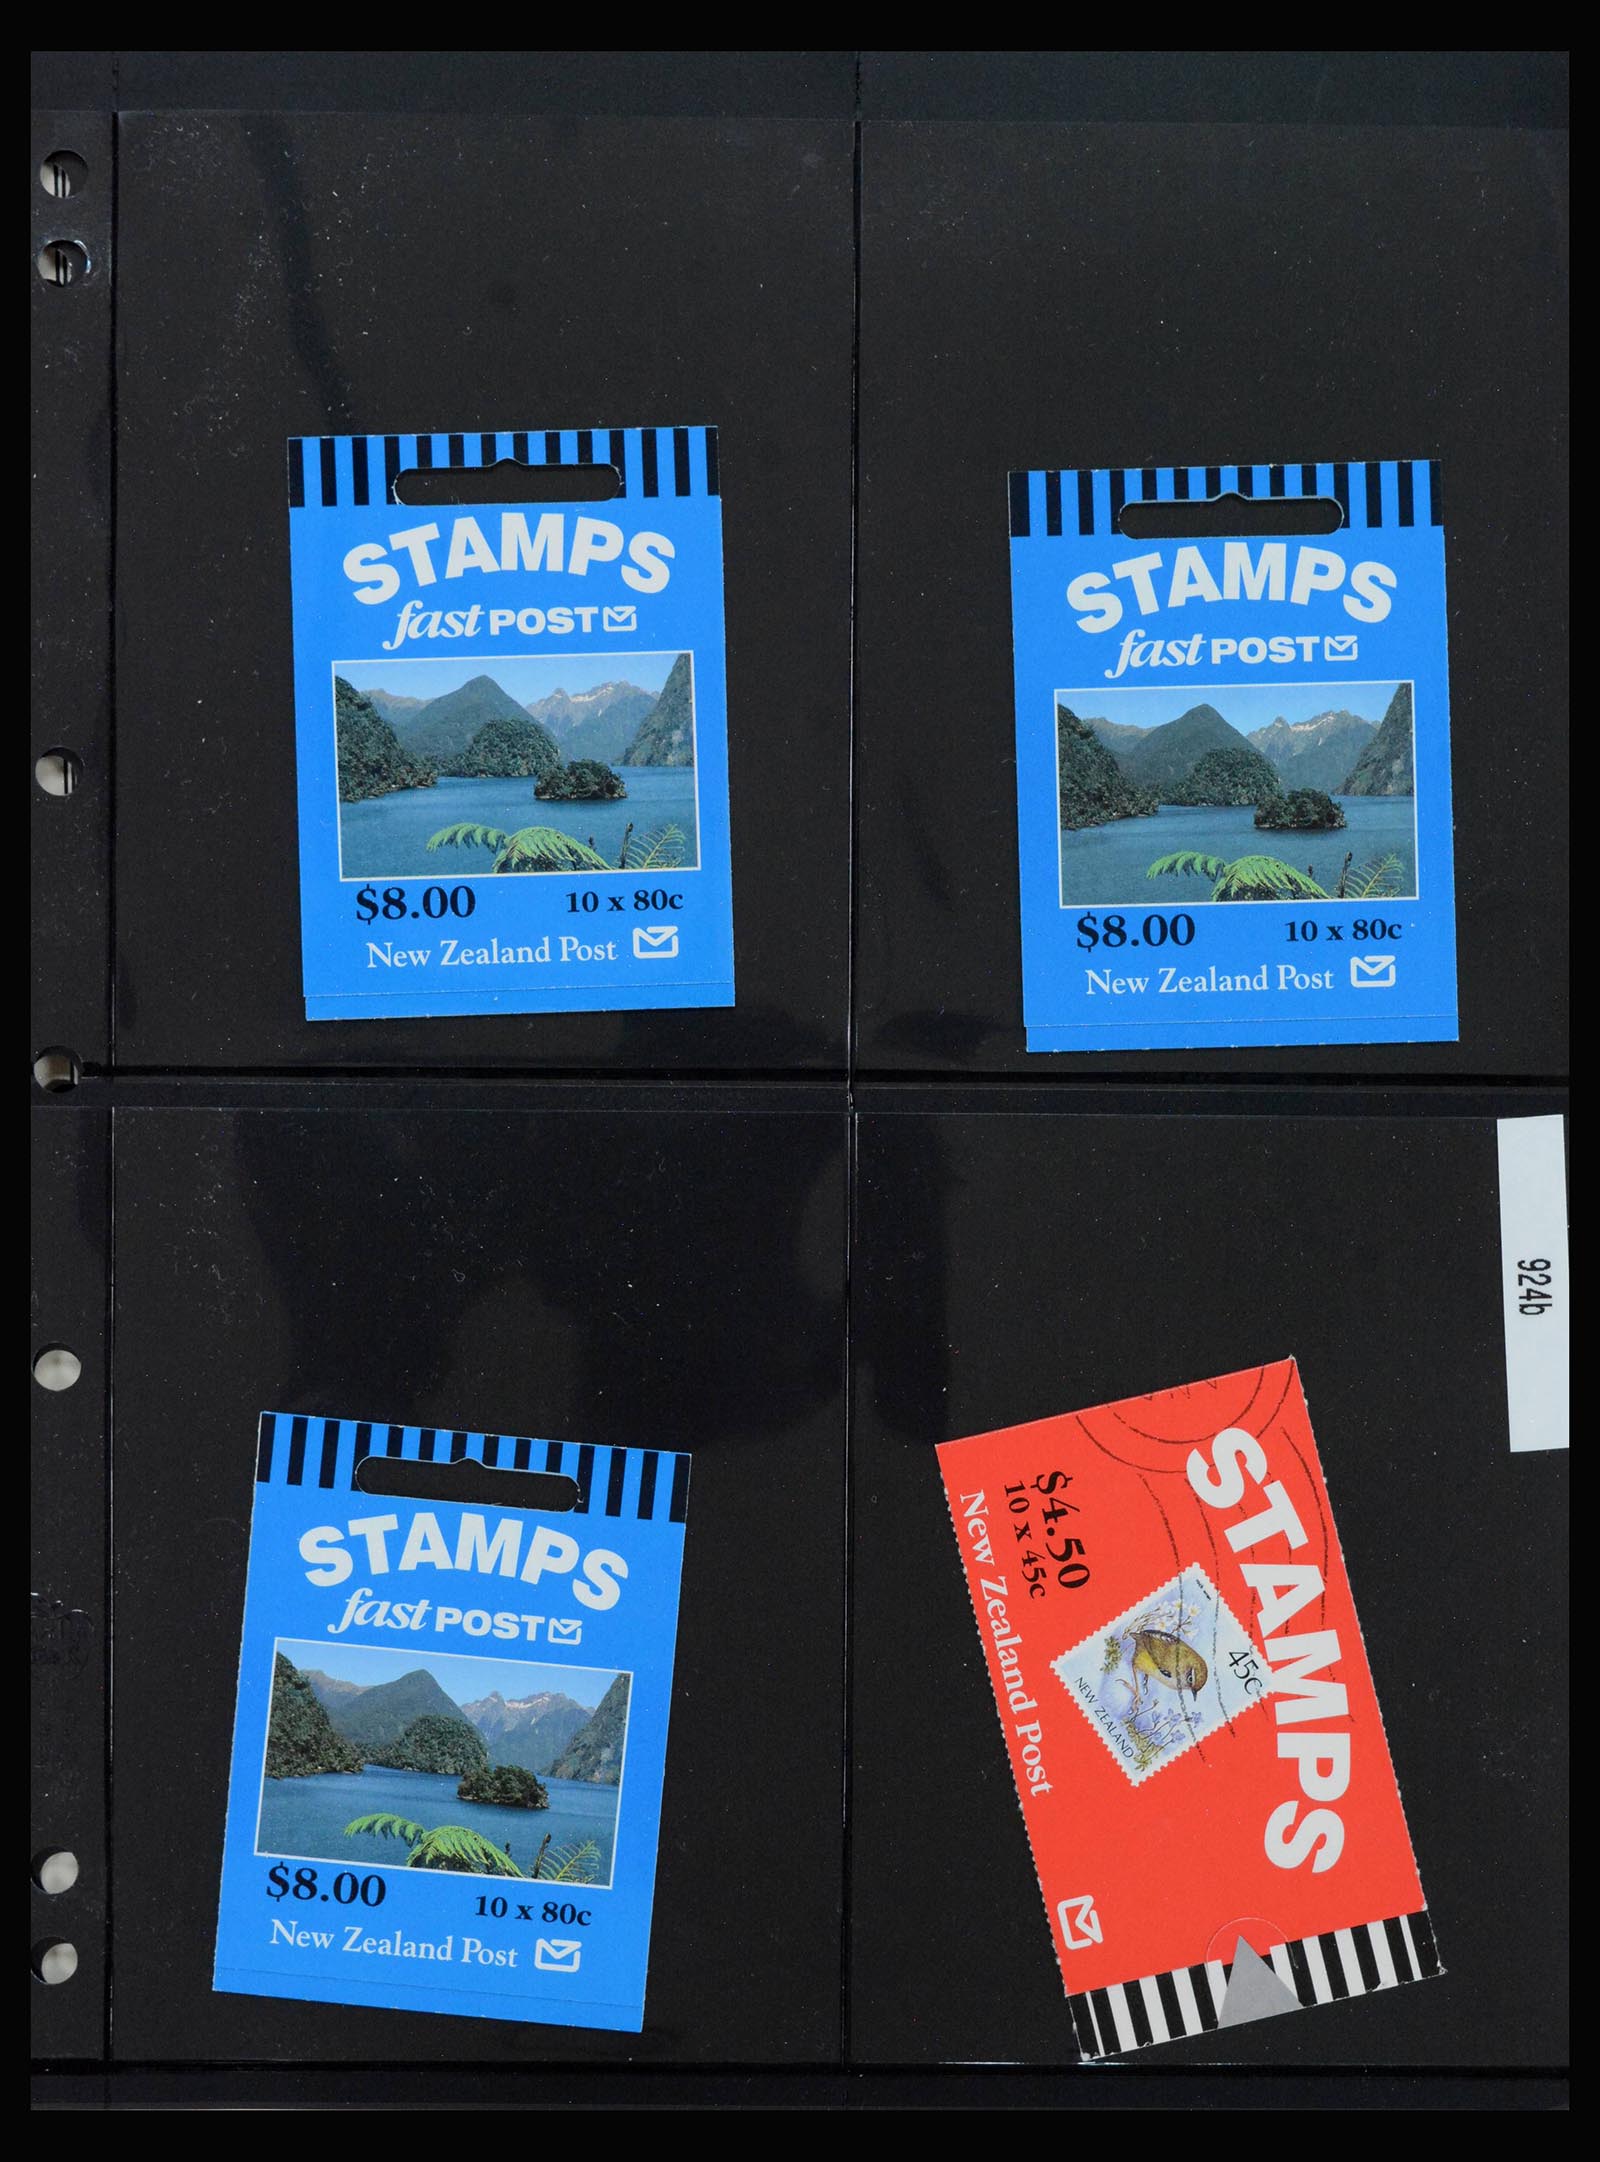 STAMPS
fast POST
$8.00 10 x 80c
New Zealand Post
STAMPS
fast POST
$8.00 10 x 80c
New Zealand Post
924b
STAMPS
fast POST
$8.00 10 x 80c
New Zealand Post
STAMPS
45c
NEW ZEALAND
$4.50
10 x 45c
New Zealand Post